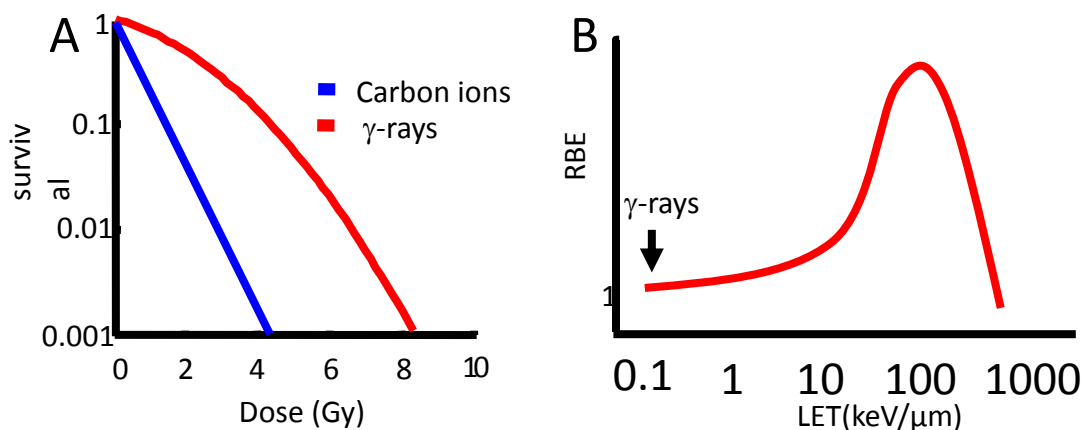 A
1
0.1
0.01
0.001
surviv
al
Carbon ions
γ-rays
0 2 4 6 8 10
Dose (Gy)
B
RBE
γ-rays
1
0.1 1 10 100 1000
LET(keV/μm)